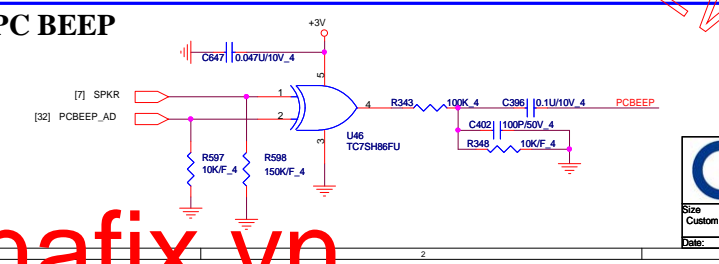 PC BEEP
+3V
C647 0.047U/10V_4
[7] SPKR
[32] PCBEEP_AD
1
2
5
4
3
U46
TC7SH86FU
R343 100K_4
C396 0.1U/10V_4
PCBEEP
C402 100P/50V_4
R348 10K/F_4
R597
10K/F_4
R598
150K/F_4
Size
Custom
Date:
2